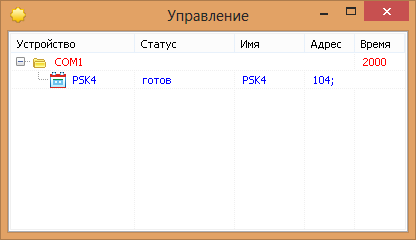 Управление
Устройство Статус Имя Адрес Время
COM1 2000
PSK4 готов PSK4 104;